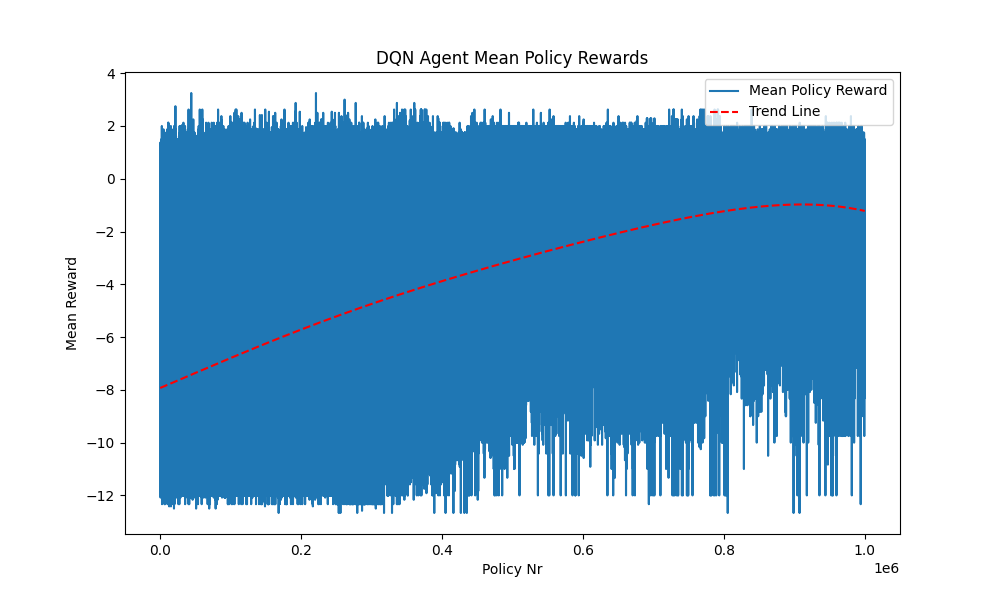 DQN Agent Mean Policy Rewards
Mean Policy Reward
Trend Line
Mean Reward
4
2
0
−2
−4
−6
−8
−10
−12
0.0 0.2 0.4 0.6 0.8 1.0
1e6
Policy Nr